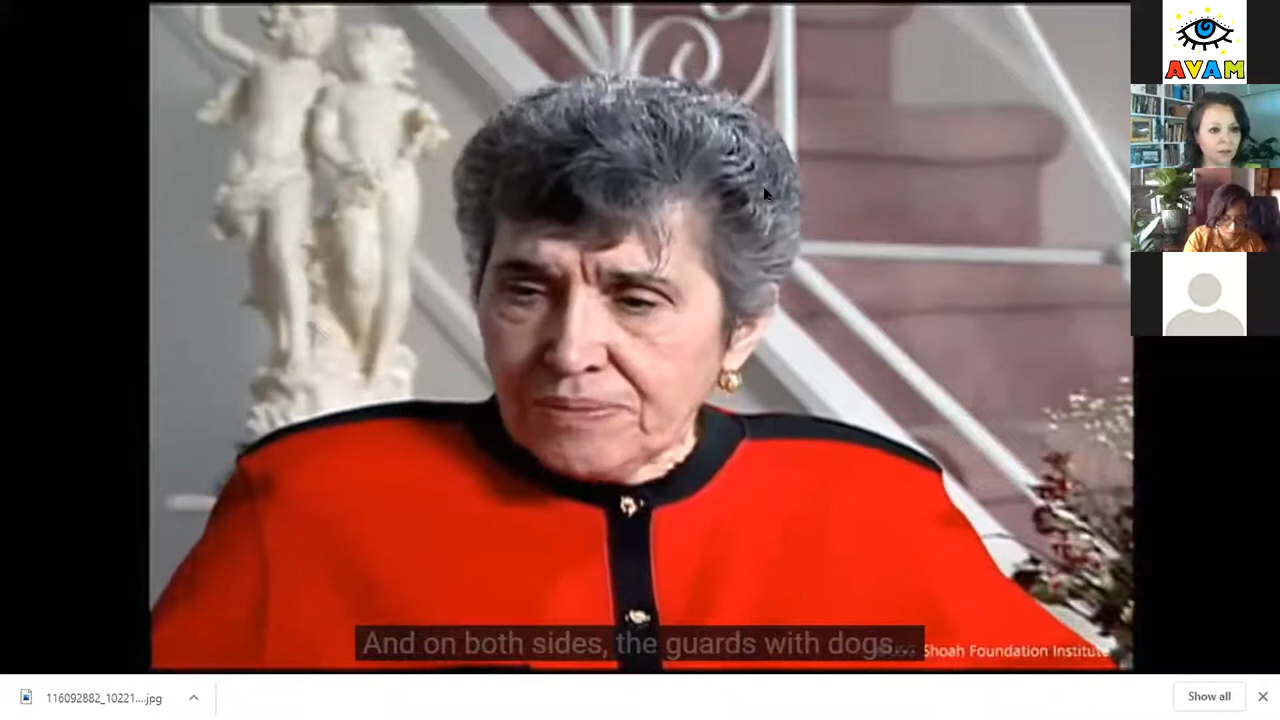 AVAM
And on both sides, the guards with dogs...
Shoah Foundation Institute
116092882_10221....jpg
Show all